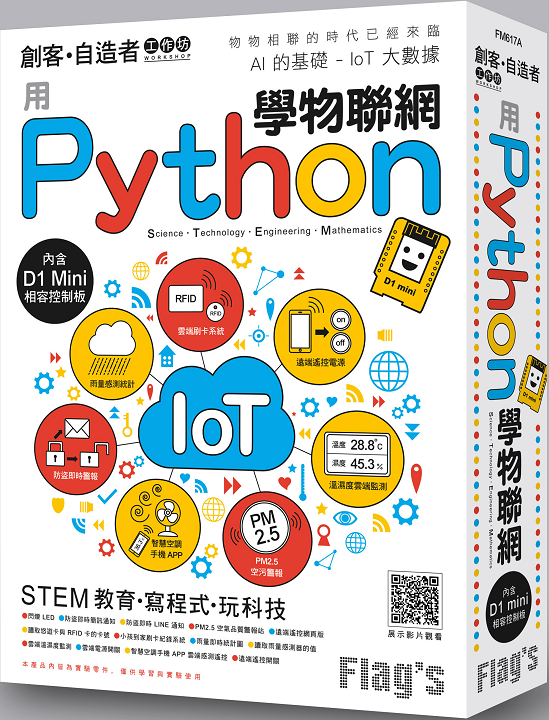 創客・自造者 工作坊
WORKSHOP
物物相聯的時代已經來臨
AI 的基礎 - IoT 大數據
用
Python
學物聯網
Science・Technology・Engineering・Mathematics
內含
D1 Mini
相容控制板
D1 mini
RFID
RFID
雲端刷卡系統
on
off
遠端遙控電源
雨量感測統計
IoT
溫度 28.8°C
濕度 45.3%
溫濕度雲端監測
防盜即時警報
智慧空調
手機 APP
PM
2.5
PM2.5
空污警報
STEM 教育・寫程式・玩科技
●閃爍 LED ●防盜即時簡訊通知 ●防盜即時 LINE 通知 ●PM2.5 空氣品質警報站 ●遠端遙控網頁版
●讀取悠遊卡與 RFID 卡的卡號 ●小孩到家刷卡紀錄系統 ●雨量即時統計圖 ●讀取雨量感測器的值
●雲端溫濕度監測 ●雲端電源開關 ●智慧空調手機 APP 雲端感測遙控 ●遠端遙控開關
本產品內容為實驗零件，僅供學習與實驗使用
展示影片觀看
Flag's
FM617A
創客・自造者
工作坊
WORKSHOP
用
Python
D1 mini
學物聯網
Science・Technology・Engineering・Mathematics
內含
D1 mini
相容控制板
Flag's